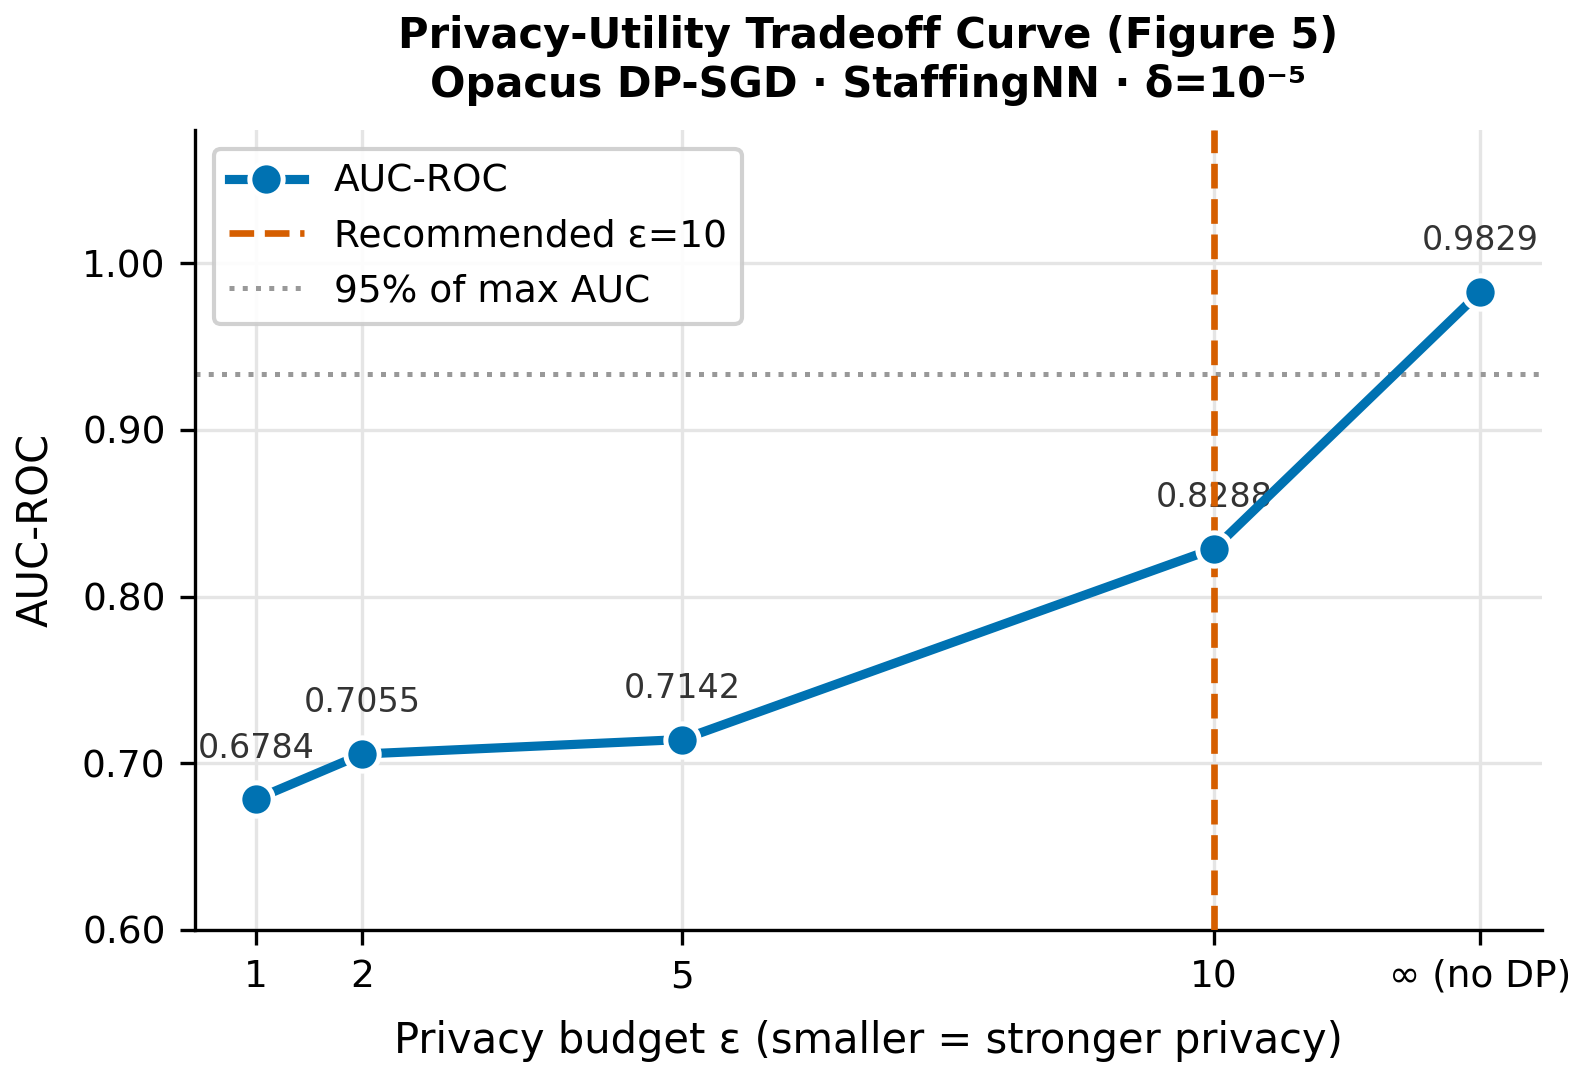 Privacy-Utility Tradeoff Curve (Figure 5)
Opacus DP-SGD · StaffingNN · δ=10⁻⁵
AUC-ROC
Recommended ε=10
95% of max AUC
1.00
0.90
0.80
0.70
0.60
AUC-ROC
0.6784
0.7055
0.7142
0.8288
0.9829
1
2
5
10
∞ (no DP)
Privacy budget ε (smaller = stronger privacy)